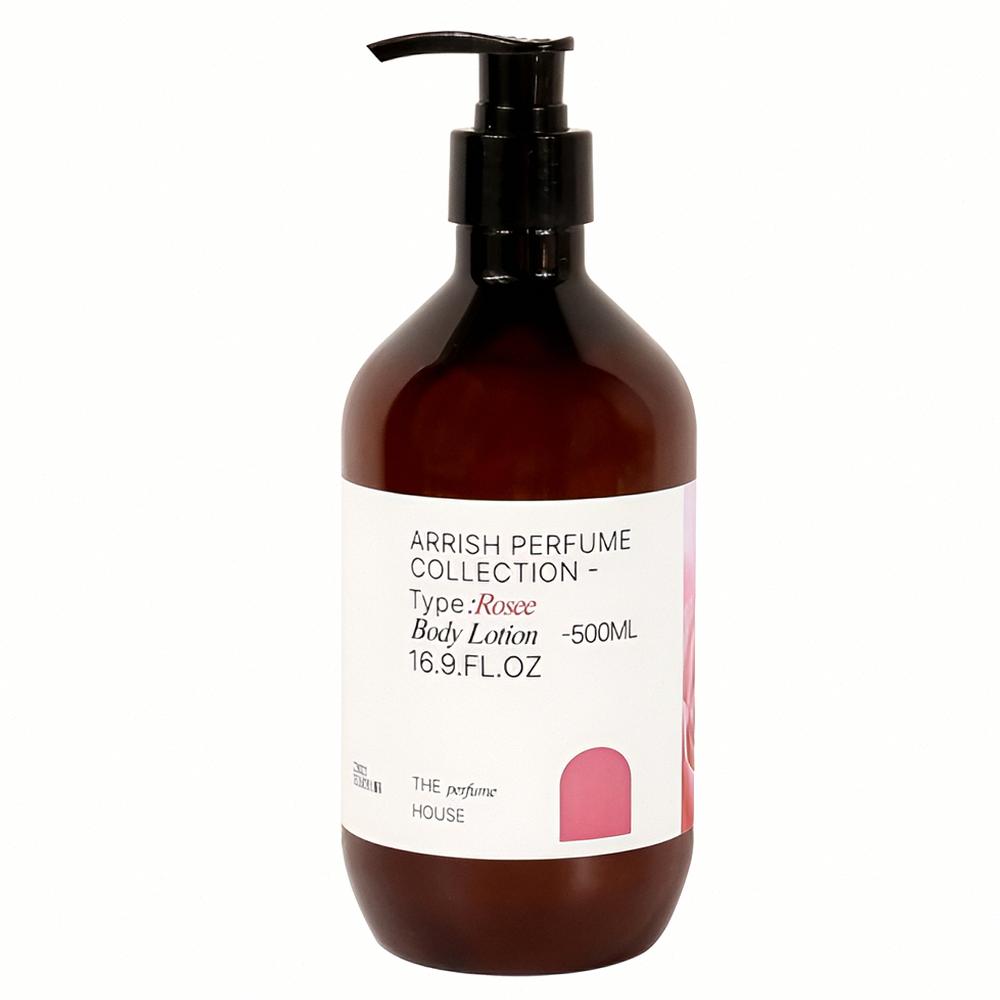 ARRISH PERFUME
COLLECTION -
Type:Rosee
Body Lotion -500ML
16.9.FL.OZ
THE perfume
HOUSE